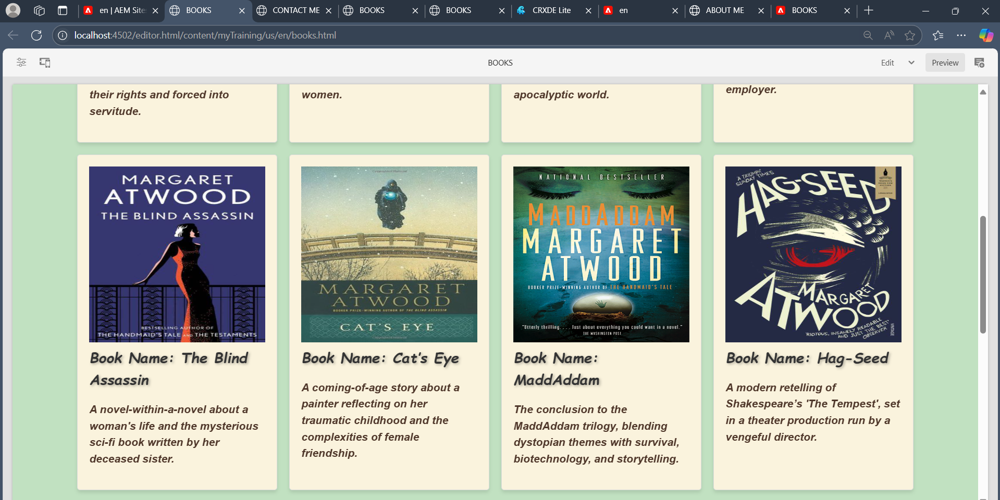 en | AEM Site
BOOKS
CONTACT ME
BOOKS
BOOKS
CRXDE Lite
en
ABOUT ME
BOOKS
localhost:4502/editor.html/content/myTraining/us/en/books.html
BOOKS
Edit
Preview
their rights and forced into
servitude.
women.
apocalyptic world.
employer.
MARGARET
ATWOOD
THE BLIND ASSASSIN
BESTSELLING AUTHOR OF
THE HANDMAID'S TALE AND THE TESTAMENTS
Book Name: The Blind
Assassin
A novel-within-a-novel about a
woman's life and the mysterious
sci-fi book written by her
deceased sister.
Copyrighted Material
MARGARET
ATWOOD
BOOKER PRIZE-WINNING AUTHOR OF THE BLIND ASSASSIN
CAT'S EYE
Copyrighted Material
Book Name: Cat's Eye
A coming-of-age story about a
painter reflecting on her
traumatic childhood and the
complexities of female
friendship.
NATIONAL BESTSELLER
MADDADDAM
MARGARET
ATWOOD
BOOKER PRIZE-WINNING AUTHOR OF THE HANDMAID'S TALE
"Utterly thrilling. . . . Just about everything you could want in a novel."
THE WASHINGTON POST
Book Name:
MaddAddam
The conclusion to the
MaddAddam trilogy, blending
dystopian themes with survival,
biotechnology, and storytelling.
'A TRIUMPH'
SUNDAY TIMES
HAG-SEED
WOMEN'S
PRIZE FOR
FICTION
LONGLISTED
MARGARET
ATWOOD
'RIOTOUS, INSANELY READABLE
AND JUST THE BEST'
OBSERVER
VINTAGE
Book Name: Hag-Seed
A modern retelling of
Shakespeare’s 'The Tempest', set
in a theater production run by a
vengeful director.